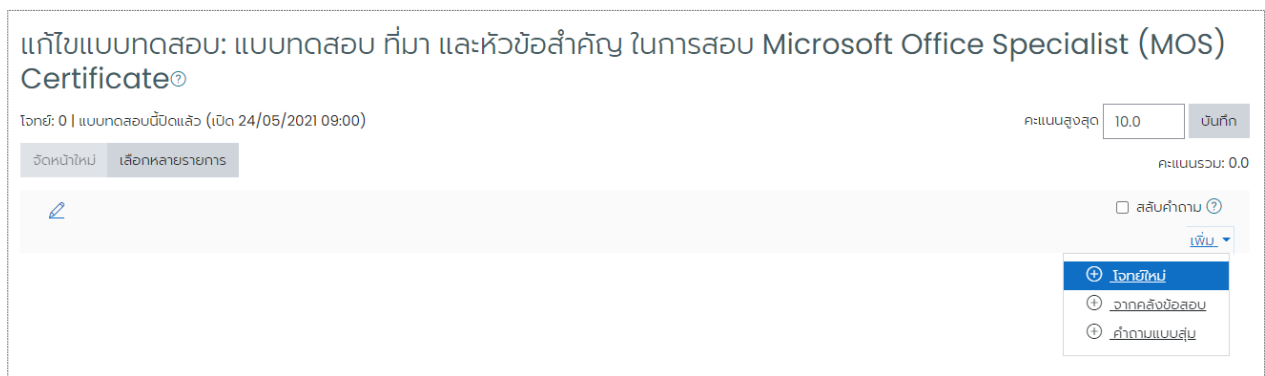 แก้ไขแบบทดสอบ: แบบทดสอบ ที่มา และหัวข้อสำคัญ ในการสอบ Microsoft Office Specialist (MOS)
Certificate
โจทย์: 0 | แบบทดสอบนี้ปิดแล้ว (เปิด 24/05/2021 09:00)
คะแนนสูงสุด 10.0 บันทึก
จัดหน้าใหม่ เลือกหลายรายการ
คะแนนรวม: 0.0
สลับคำถาม
เพิ่ม
โจทย์ใหม่
จากคลังข้อสอบ
คำถามแบบสุ่ม